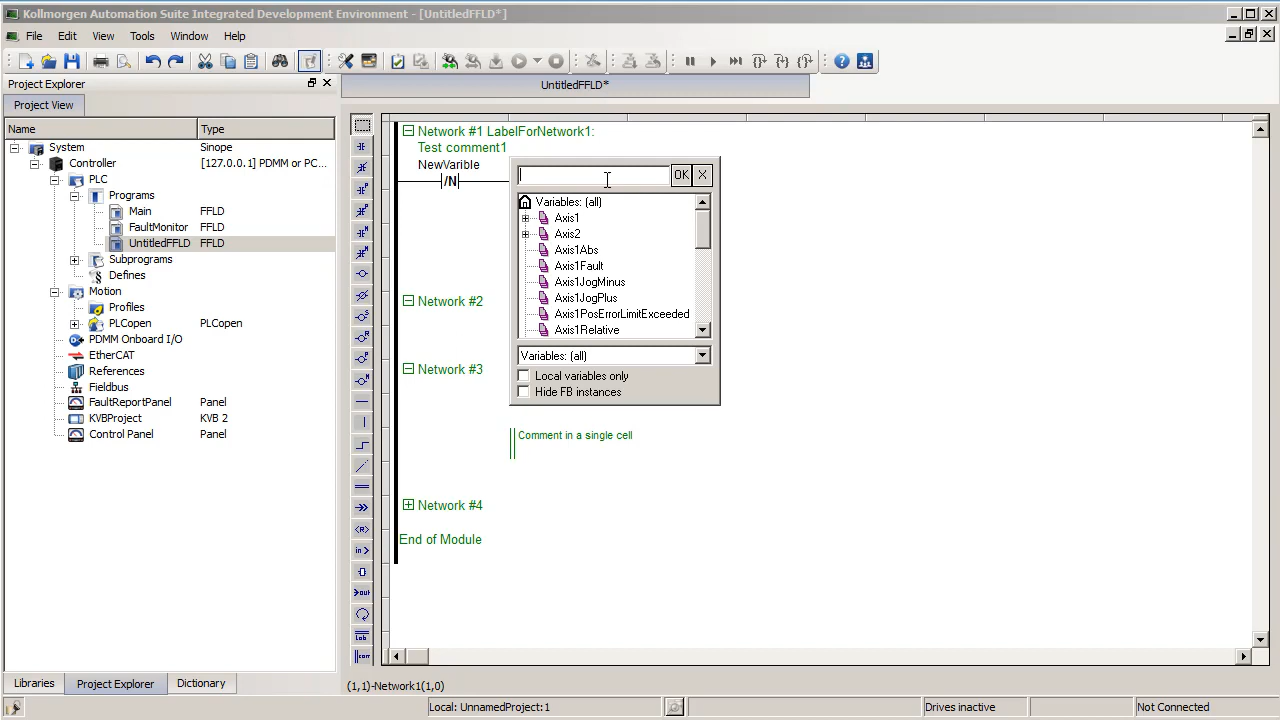 Kollmorgen Automation Suite Integrated Development Environment - [UntitledFFLD*]
File Edit View Tools Window Help
Project Explorer
UntitledFFLD*
Project View
Name Type
System Sinope
Controller [127.0.0.1] PDMM or PC...
PLC
Programs
Main FFLD
FaultMonitor FFLD
UntitledFFLD FFLD
Subprograms
Defines
Motion
Profiles
PLCopen PLCopen
PDMM Onboard I/O
EtherCAT
References
Fieldbus
FaultReportPanel Panel
KVBProject KVB 2
Control Panel Panel
Libraries Project Explorer Dictionary
Network #1 LabelForNetwork1:
Test comment1
NewVarible
/N
OK X
Variables: (all)
Axis1
Axis2
Axis1Abs
Axis1Fault
Axis1JogMinus
Axis1JogPlus
Axis1PosErrorLimitExceeded
Axis1Relative
Variables: (all)
Local variables only
Hide FB instances
Network #2
Network #3
Comment in a single cell
Network #4
End of Module
(1,1)-Network1(1,0)
Local: UnnamedProject:1 Drives inactive Not Connected